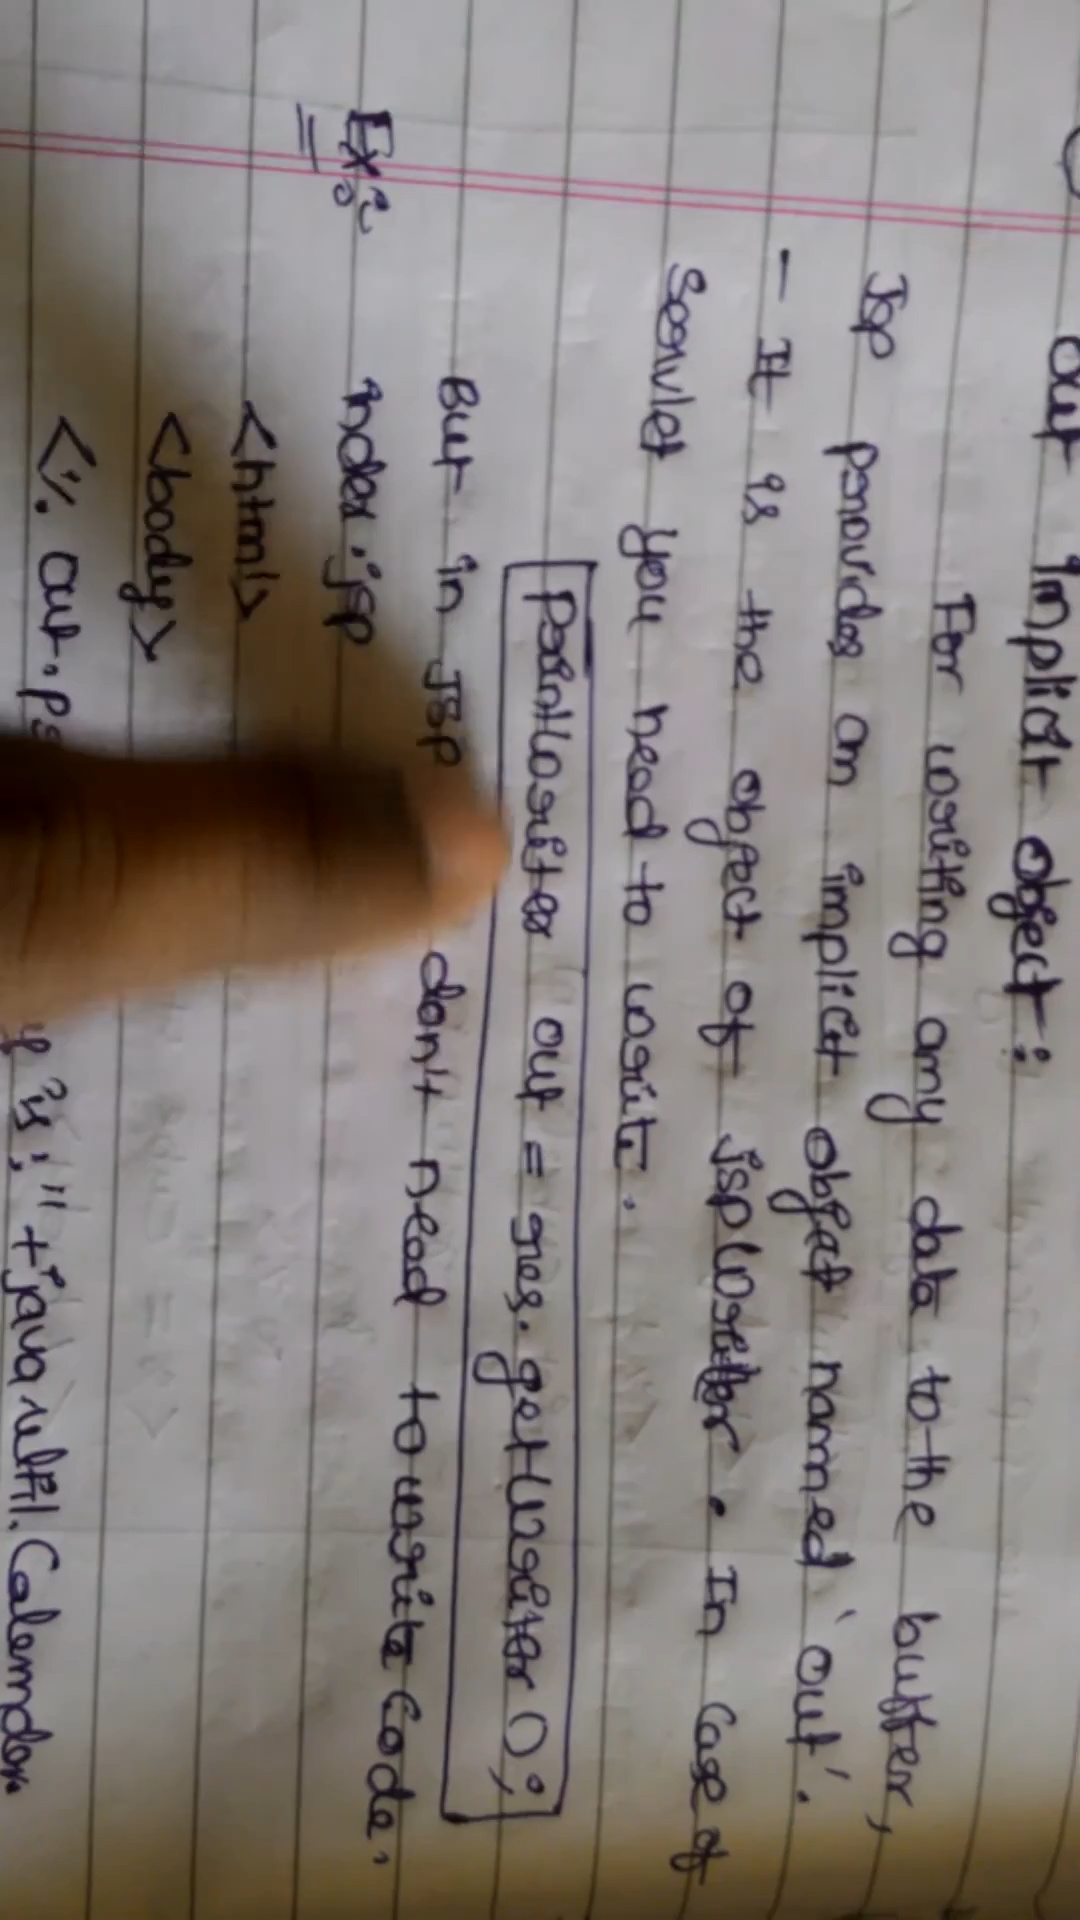 out implicit object:
For writing any data to the buffer,
Jsp provides an implicit object named 'out'.
- It is the object of jspWriter. In case of
Servlet you need to write.
PrintWriter out = res.getWriter();
But in JSP don't need to write code.
Ex: index.jsp
<html>
<body>
<% out. is:" + java.util.Calendar